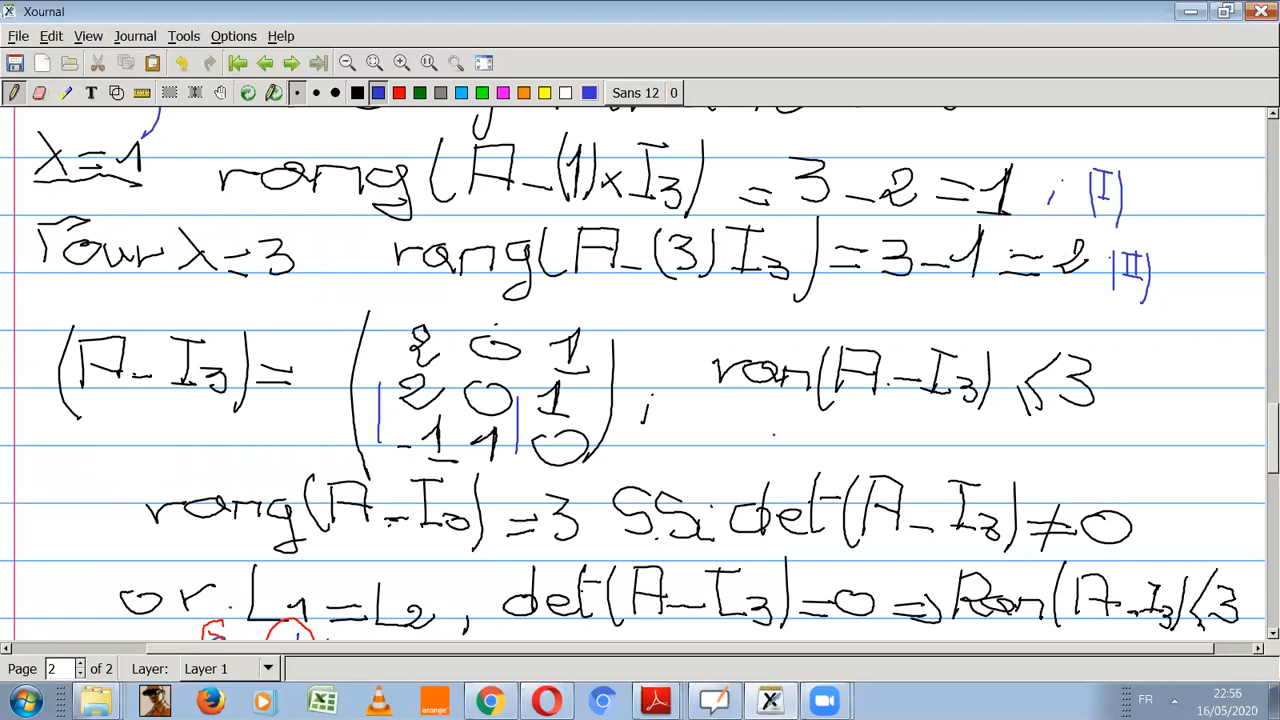 Xournal
File Edit View Journal Tools Options Help
Sans 12 0
λ=1 rang(A-(1)×I3) = 3-2 =1 ; (I)
Pour λ=3 rang(A-(3)I3)=3-1=2 (II)
(A-I3)= (2 0 1
2 0 1
-1 1 0) ; ran(A-I3)≤3
rang(A-I3)=3 SSi det(A-I3)≠0
or L1=L2, det(A-I3)=0 ⇒ Ran(A-I3)<3
Page 2 of 2 Layer: Layer 1
orange FR 22:56
16/05/2020